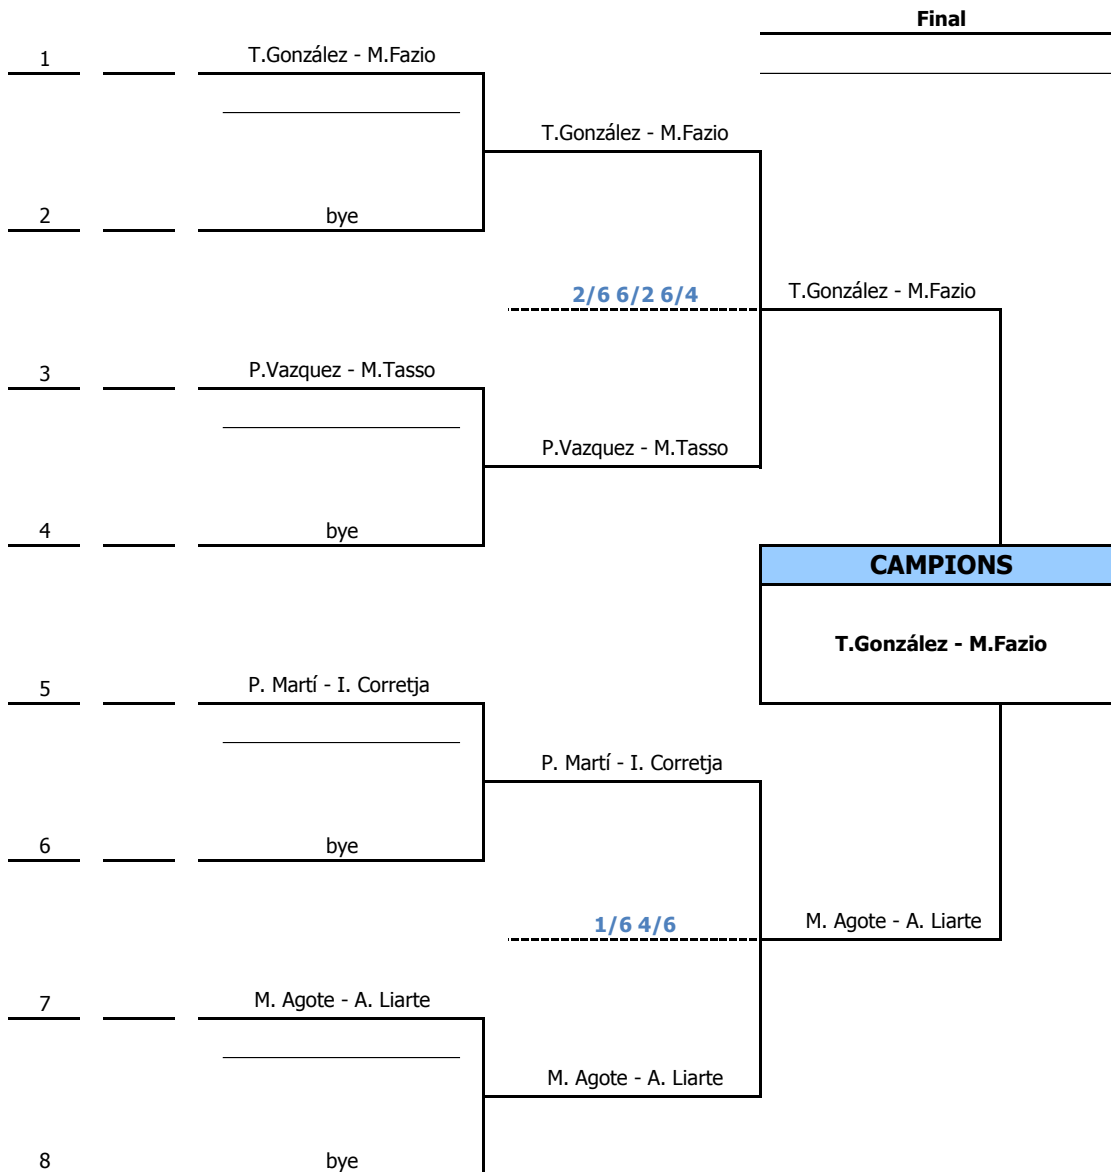 Final
1 T.González - M.Fazio
T.González - M.Fazio
2 bye
2/6 6/2 6/4 T.González - M.Fazio
3 P.Vazquez - M.Tasso
P.Vazquez - M.Tasso
4 bye
CAMPIONS
T.González - M.Fazio
5 P. Martí - I. Corretja
P. Martí - I. Corretja
6 bye
1/6 4/6 M. Agote - A. Liarte
7 M. Agote - A. Liarte
M. Agote - A. Liarte
8 bye